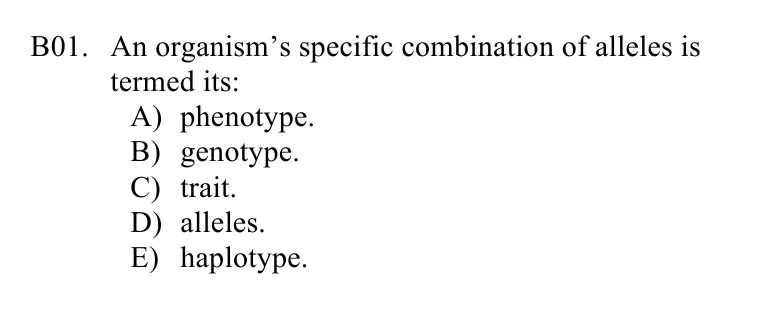 B01. An organism’s specific combination of alleles is
termed its:
A) phenotype.
B) genotype.
C) trait.
D) alleles.
E) haplotype.